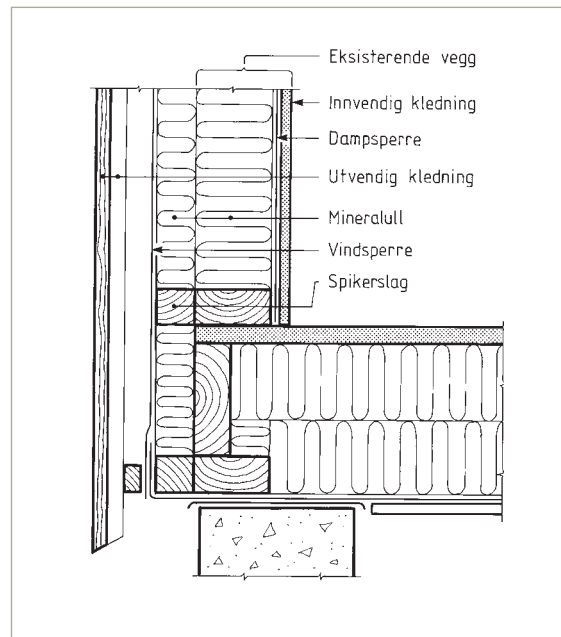 Eksisterende vegg
Innvendig kledning
Dampsperre
Utvendig kledning
Mineralull
Vindsperre
Spikerslag